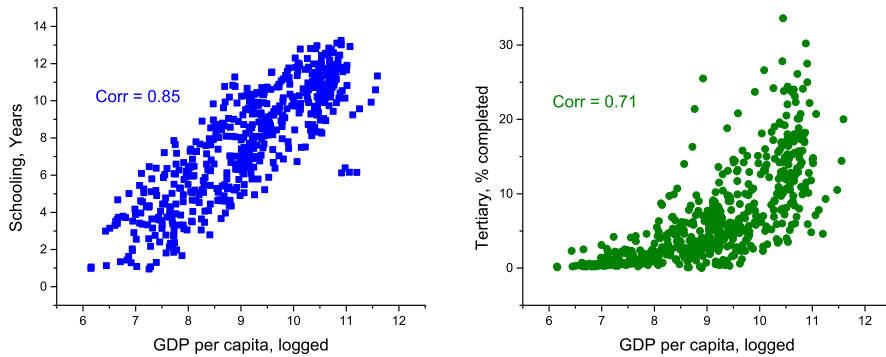 14
12
10
8
6
4
2
0
Schooling, Years
Corr = 0.85
6 7 8 9 10 11 12
GDP per capita, logged
30
20
10
0
Tertiary, % completed
Corr = 0.71
6 7 8 9 10 11 12
GDP per capita, logged